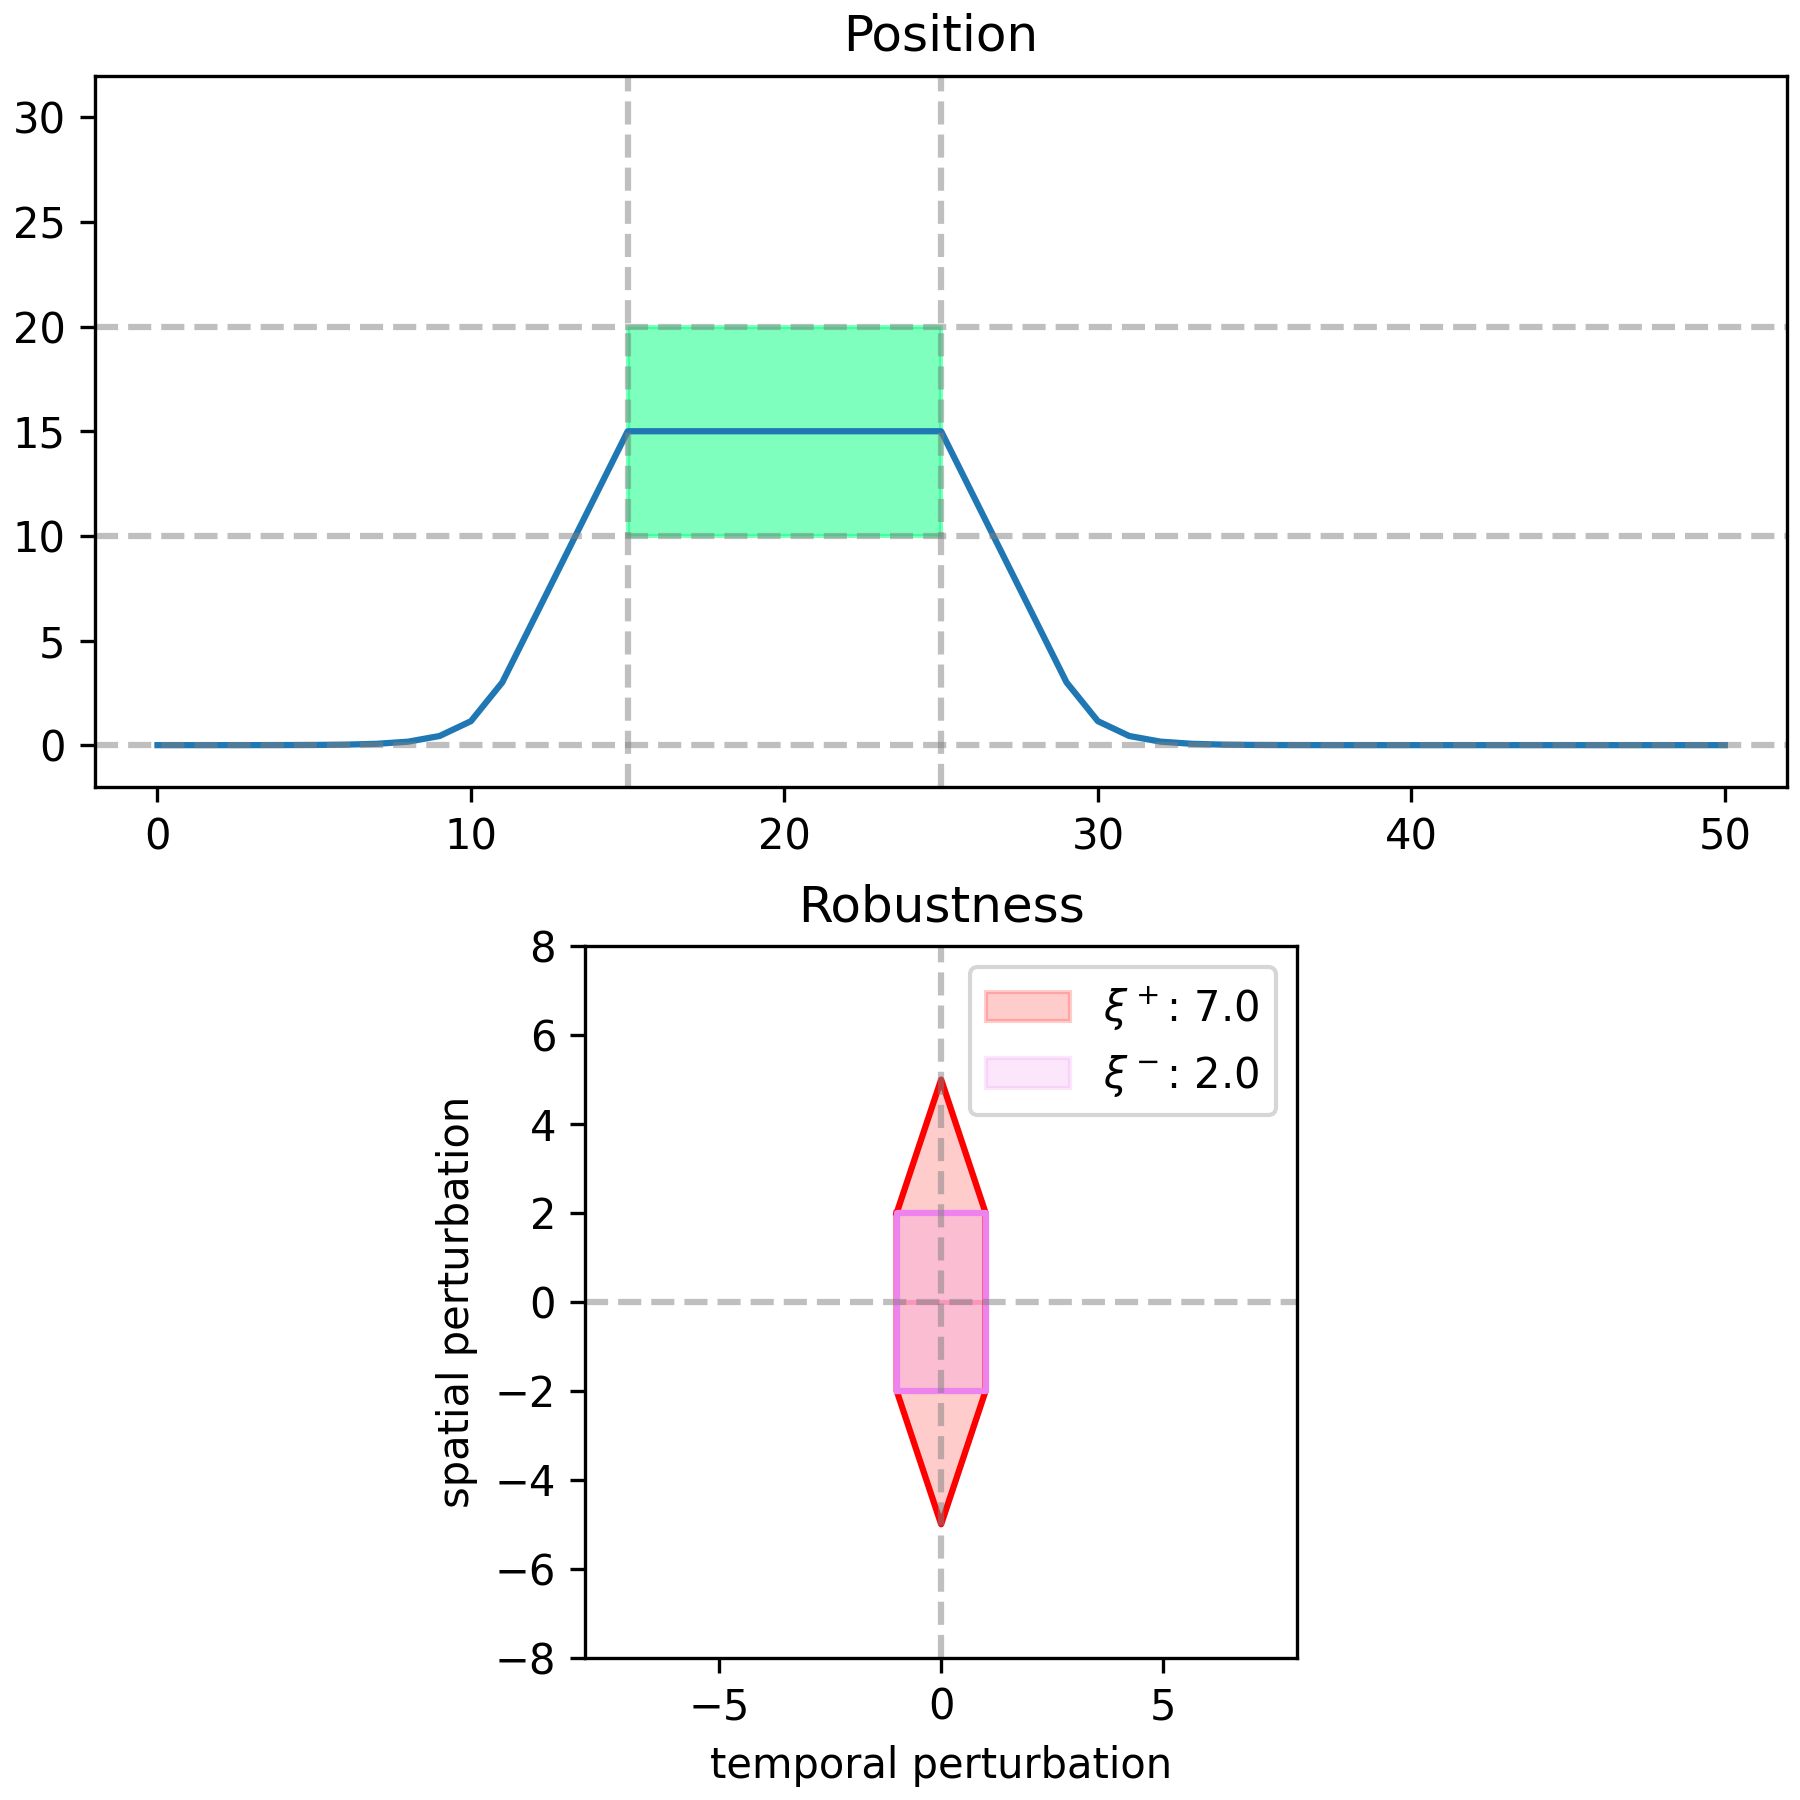 Position
30
25
20
15
10
5
0
0 10 20 30 40 50
Robustness
8
6
4
2
0
−2
−4
−6
−8
spatial perturbation
ξ⁺: 7.0
ξ⁻: 2.0
−5 0 5
temporal perturbation